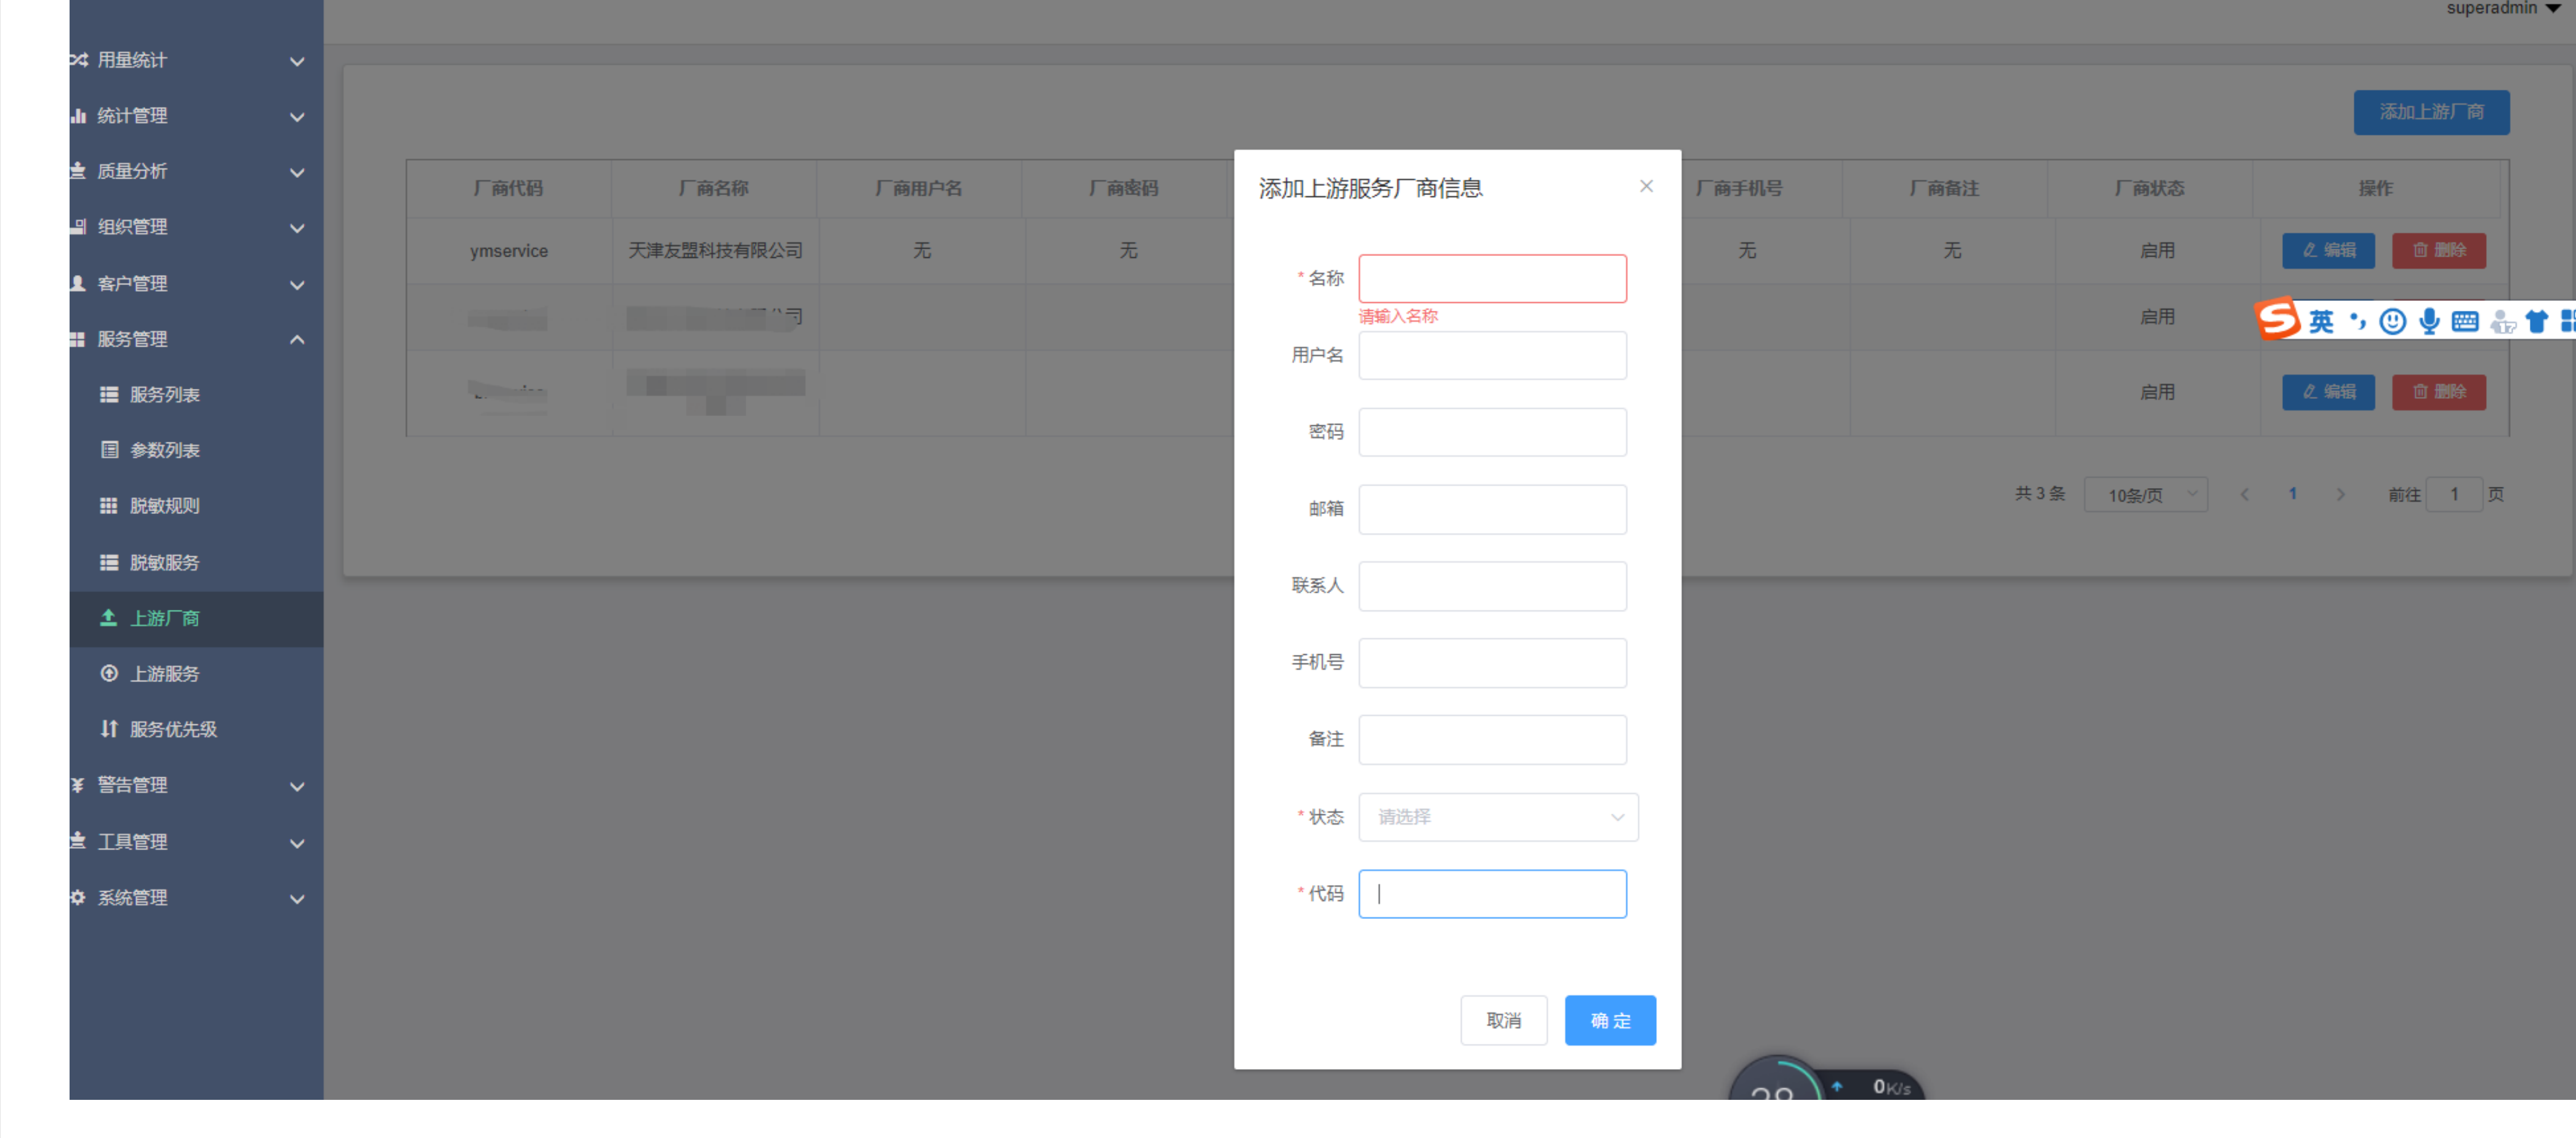 superadmin
用量统计
统计管理
质量分析
组织管理
客户管理
服务管理
服务列表
参数列表
脱敏规则
脱敏服务
上游厂商
上游服务
服务优先级
警告管理
工具管理
系统管理
添加上游厂商
厂商代码 厂商名称 厂商用户名 厂商密码 厂商手机号 厂商备注 厂商状态 操作
ymservice 天津友盟科技有限公司 无 无 无 无 启用 编辑 删除
司 启用
启用 编辑 删除
共 3 条 10条/页 1 前往 1 页
添加上游服务厂商信息
* 名称
请输入名称
用户名
密码
邮箱
联系人
手机号
备注
* 状态 请选择
* 代码
取消 确 定
英
0K/s